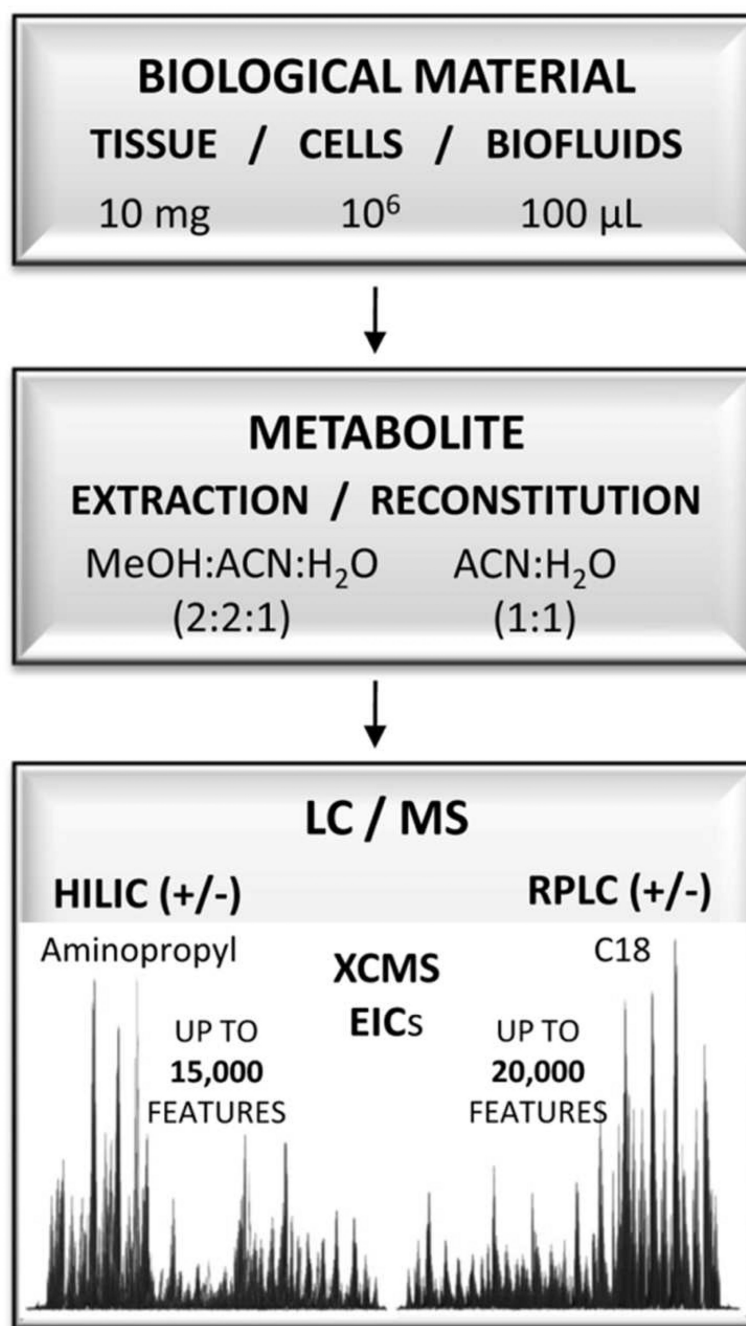 BIOLOGICAL MATERIAL
TISSUE / CELLS / BIOFLUIDS
10 mg 10⁶ 100 µL
METABOLITE
EXTRACTION / RECONSTITUTION
MeOH:ACN:H₂O ACN:H₂O
(2:2:1) (1:1)
LC / MS
HILIC (+/-) RPLC (+/-)
Aminopropyl C18
XCMS
EICs
UP TO UP TO
15,000 20,000
FEATURES FEATURES